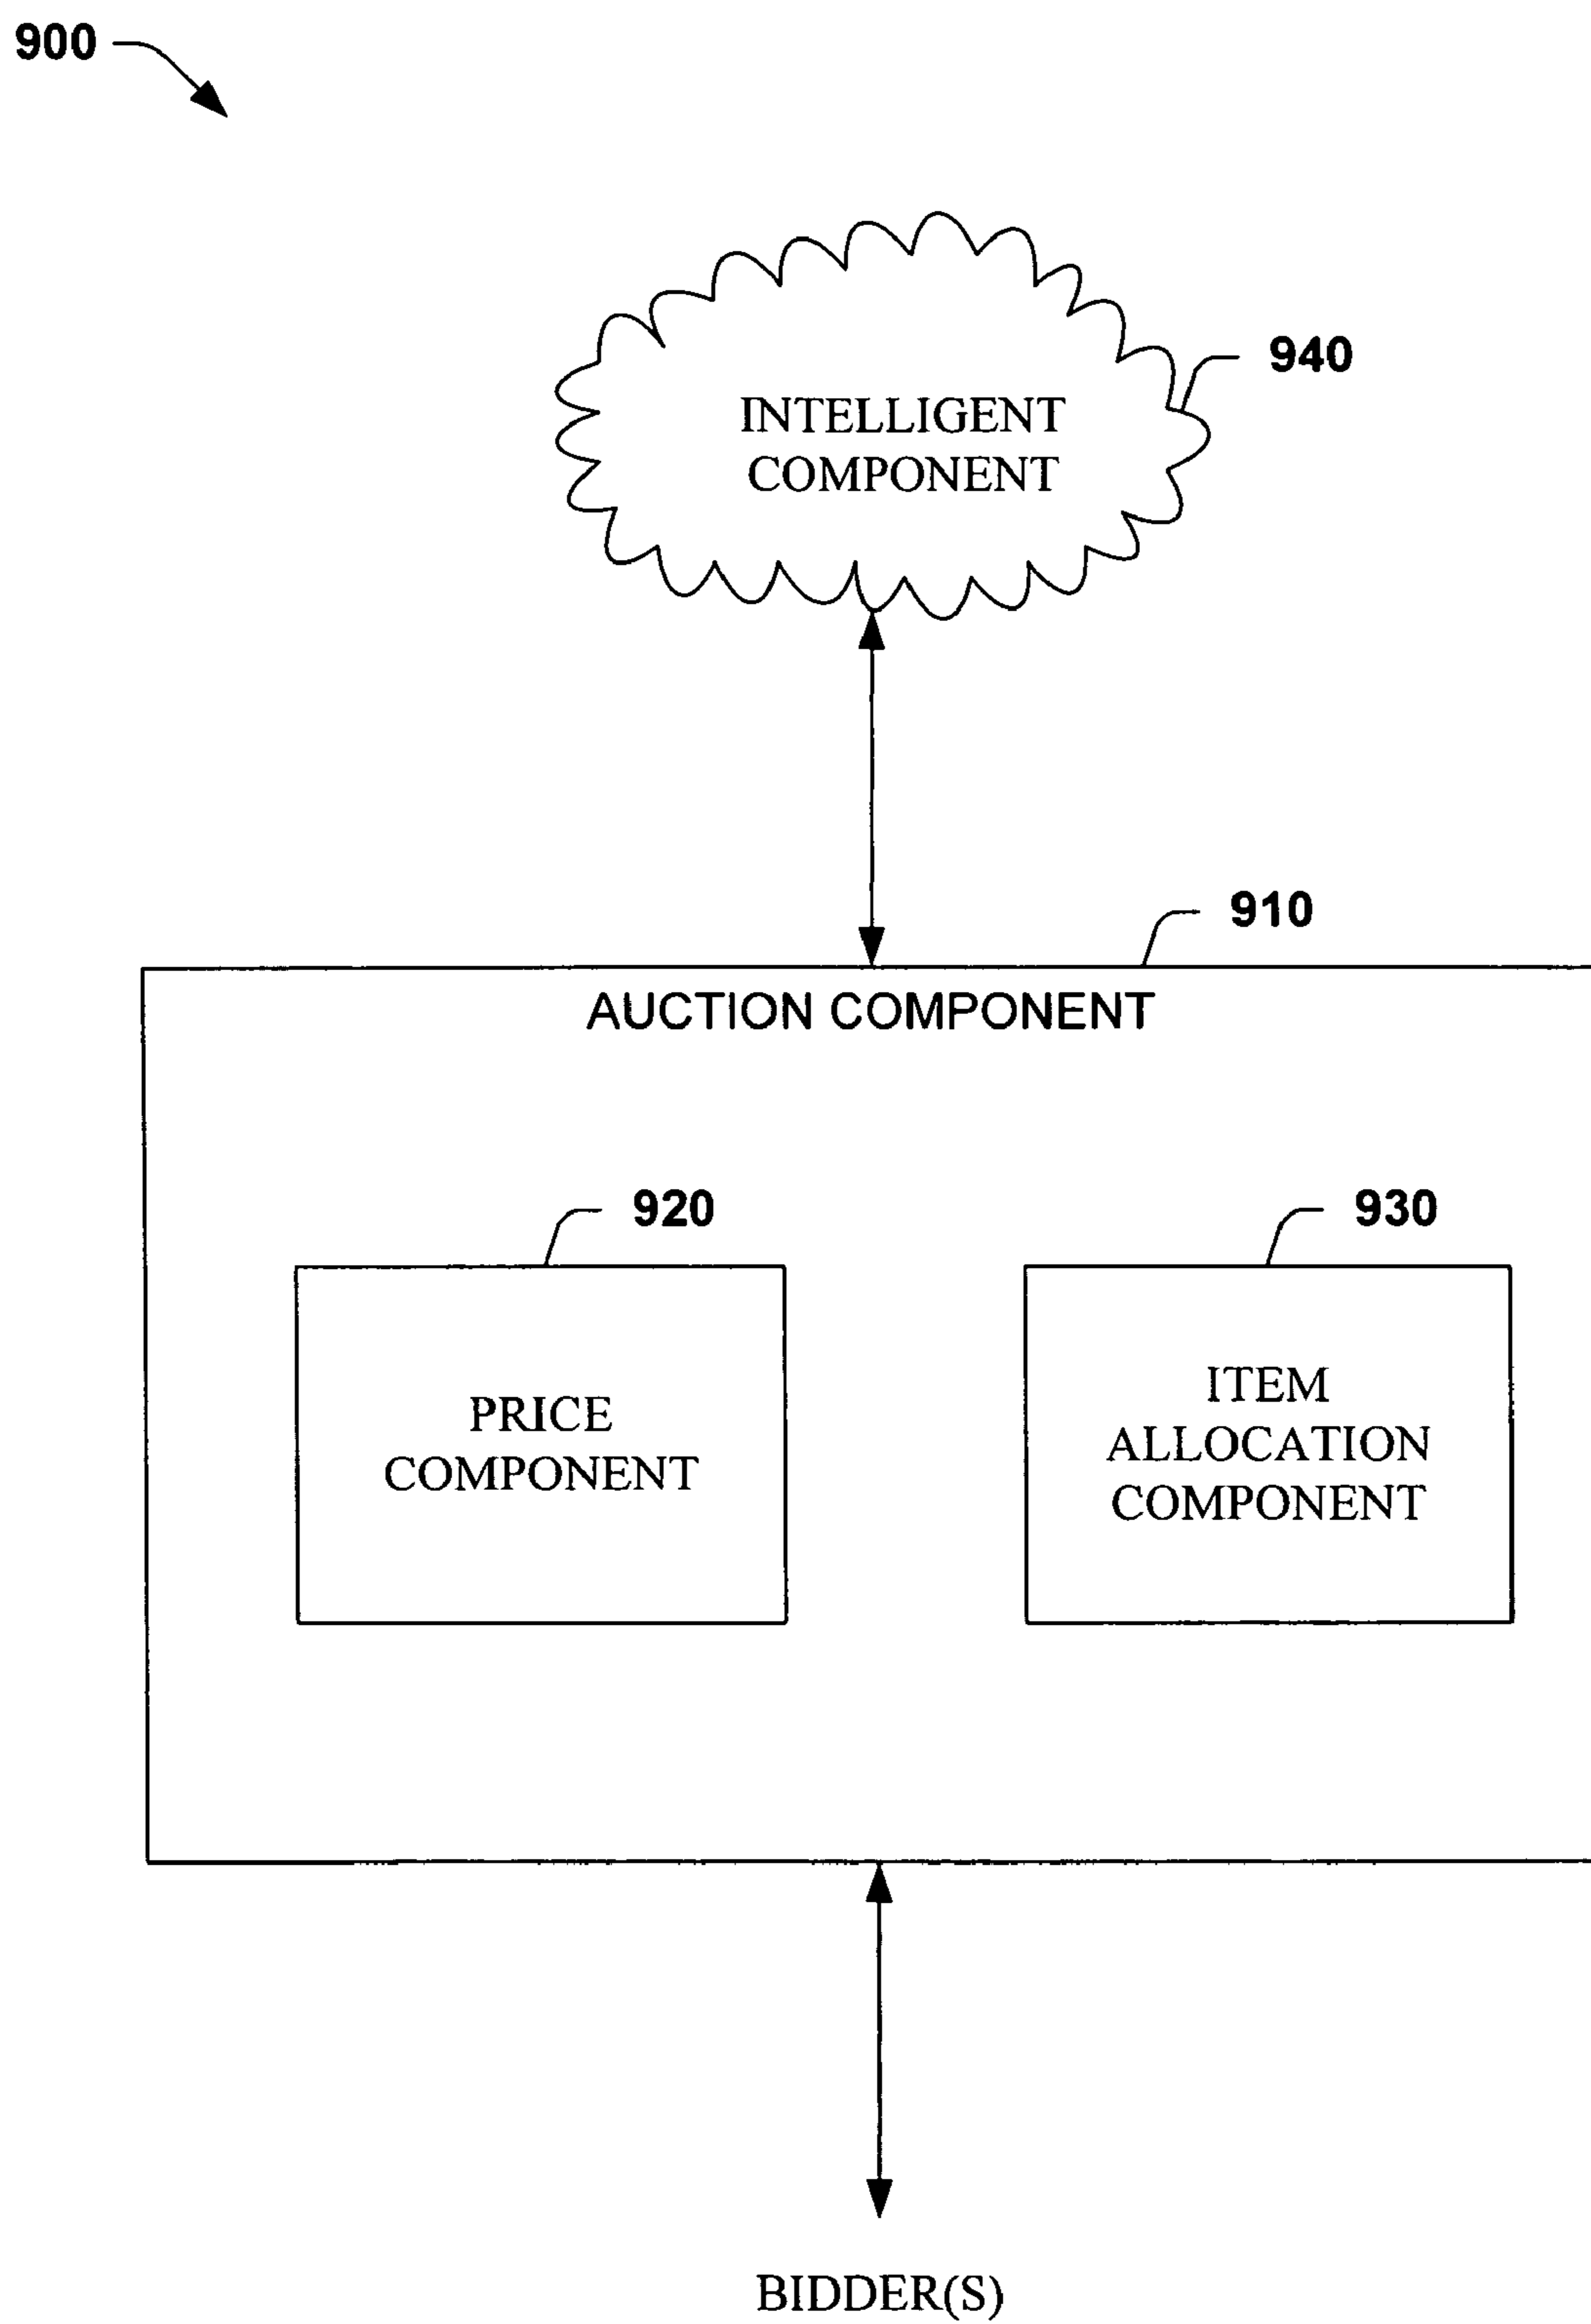 900
INTELLIGENT
COMPONENT
940
910
AUCTION COMPONENT
920
930
PRICE
COMPONENT
ITEM
ALLOCATION
COMPONENT
BIDDER(S)